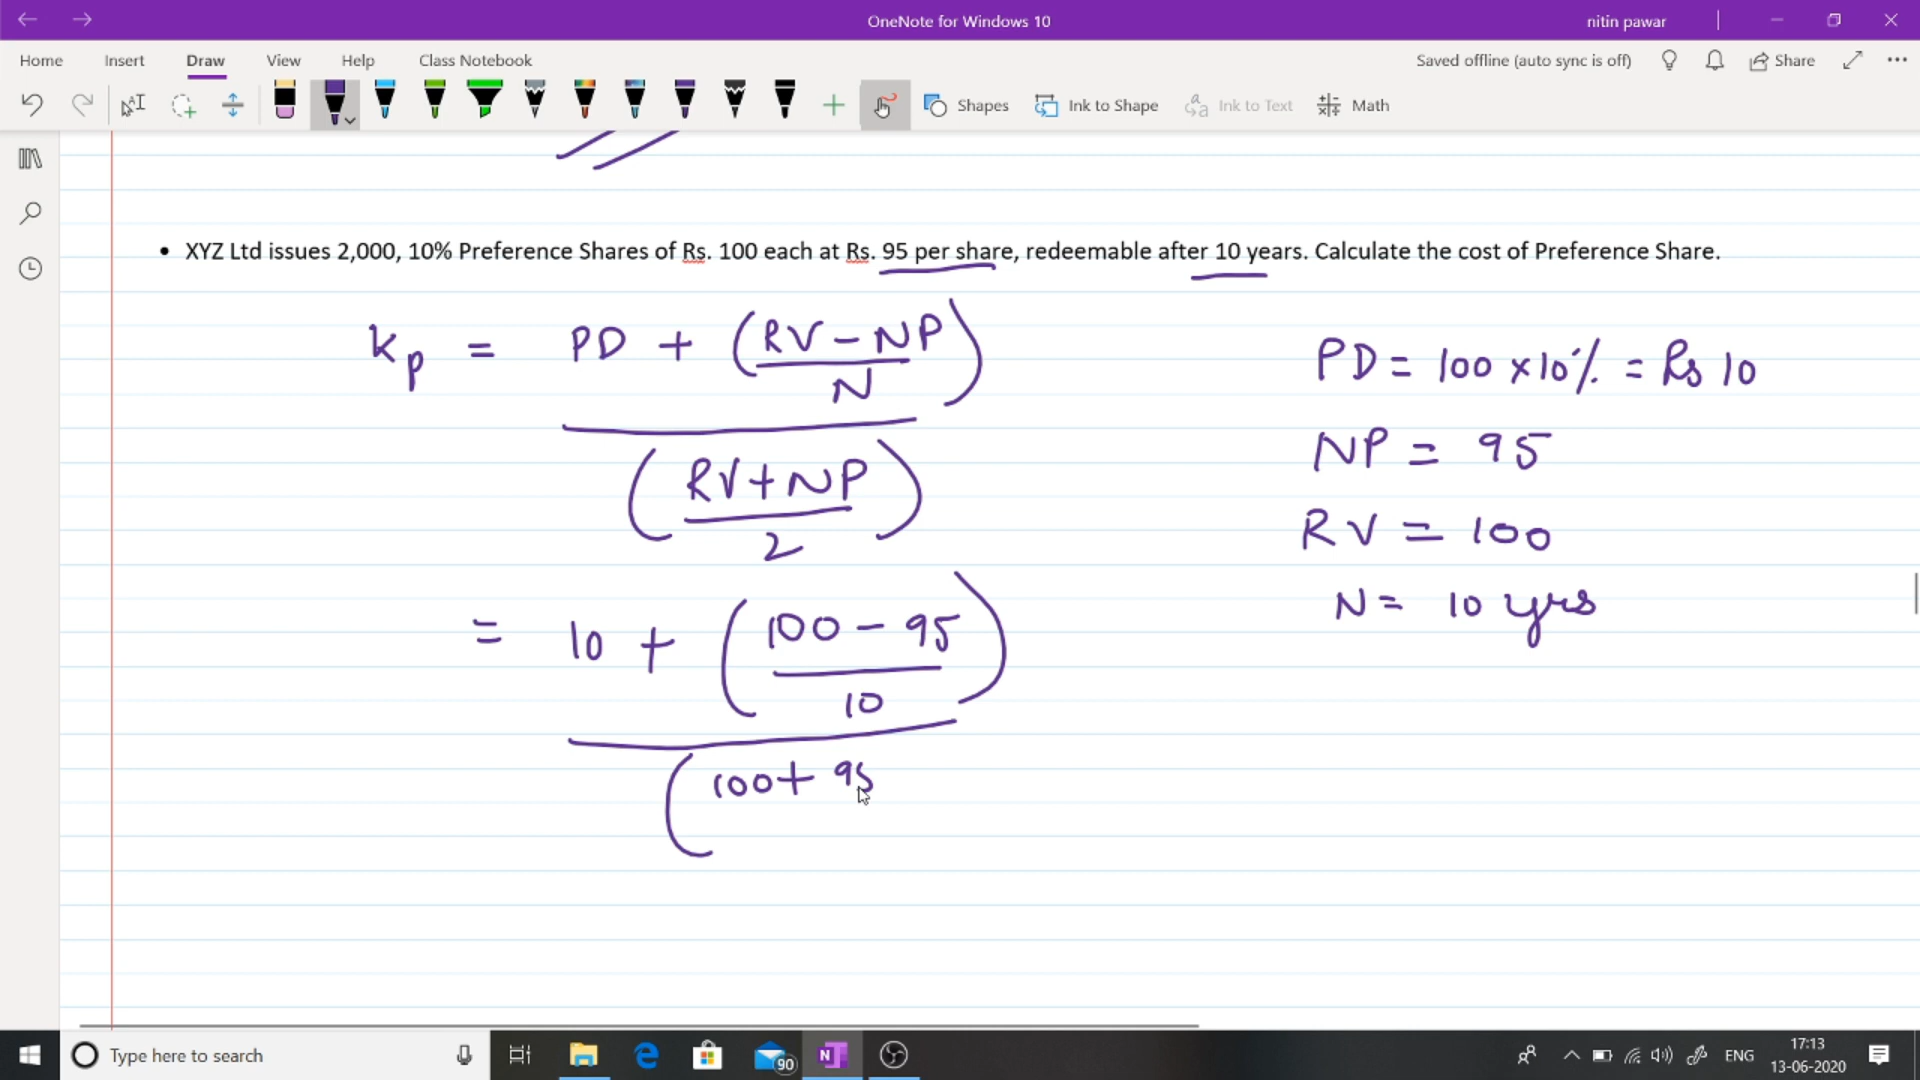 OneNote for Windows 10
nitin pawar
Home Insert Draw View Help Class Notebook
Saved offline (auto sync is off) Share
Shapes Ink to Shape Ink to Text Math
• XYZ Ltd issues 2,000, 10% Preference Shares of Rs. 100 each at Rs. 95 per share, redeemable after 10 years. Calculate the cost of Preference Share.
kp = PD + (RV - NP)
N
(RV + NP)
2
= 10 + (100 - 95)
10
(100 + 95
PD = 100 × 10% = Rs 10
NP = 95
RV = 100
N = 10 yrs
Type here to search
90
ENG
17:13
13-06-2020